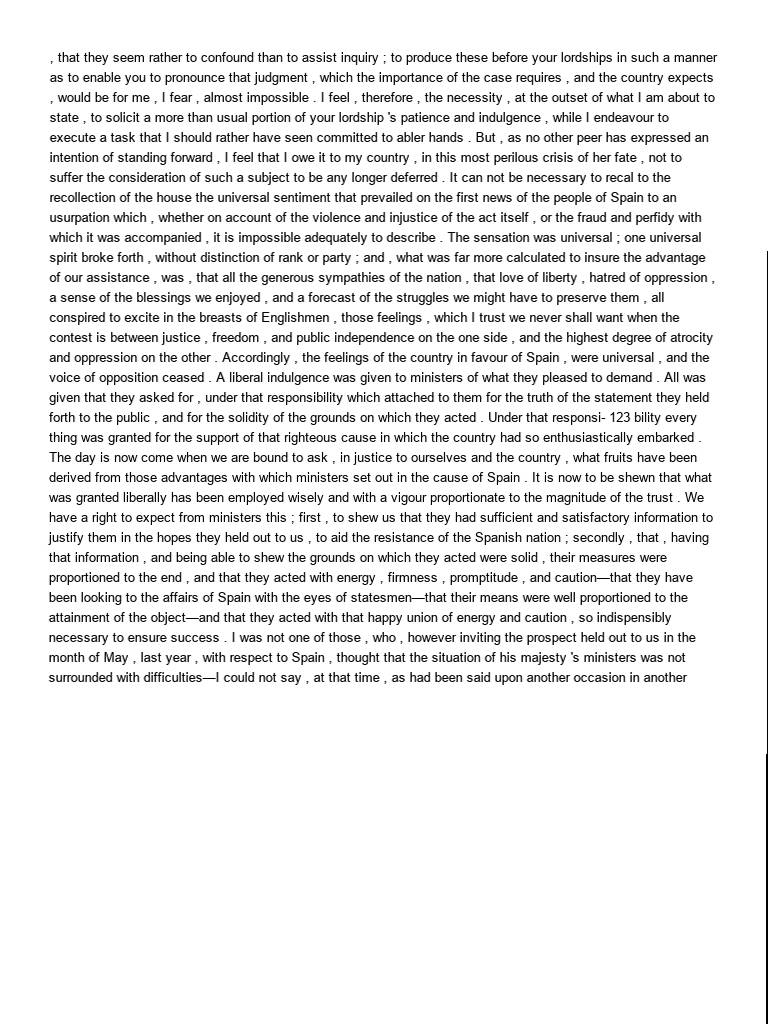 , that they seem rather to confound than to assist inquiry ; to produce these before your lordships in such a manner
as to enable you to pronounce that judgment , which the importance of the case requires , and the country expects
, would be for me , I fear , almost impossible . I feel , therefore , the necessity , at the outset of what I am about to
state , to solicit a more than usual portion of your lordship 's patience and indulgence , while I endeavour to
execute a task that I should rather have seen committed to abler hands . But , as no other peer has expressed an
intention of standing forward , I feel that I owe it to my country , in this most perilous crisis of her fate , not to
suffer the consideration of such a subject to be any longer deferred . It can not be necessary to recal to the
recollection of the house the universal sentiment that prevailed on the first news of the people of Spain to an
usurpation which , whether on account of the violence and injustice of the act itself , or the fraud and perfidy with
which it was accompanied , it is impossible adequately to describe . The sensation was universal ; one universal
spirit broke forth , without distinction of rank or party ; and , what was far more calculated to insure the advantage
of our assistance , was , that all the generous sympathies of the nation , that love of liberty , hatred of oppression ,
a sense of the blessings we enjoyed , and a forecast of the struggles we might have to preserve them , all
conspired to excite in the breasts of Englishmen , those feelings , which I trust we never shall want when the
contest is between justice , freedom , and public independence on the one side , and the highest degree of atrocity
and oppression on the other . Accordingly , the feelings of the country in favour of Spain , were universal , and the
voice of opposition ceased . A liberal indulgence was given to ministers of what they pleased to demand . All was
given that they asked for , under that responsibility which attached to them for the truth of the statement they held
forth to the public , and for the solidity of the grounds on which they acted . Under that responsi- 123 bility every
thing was granted for the support of that righteous cause in which the country had so enthusiastically embarked .
The day is now come when we are bound to ask , in justice to ourselves and the country , what fruits have been
derived from those advantages with which ministers set out in the cause of Spain . It is now to be shewn that what
was granted liberally has been employed wisely and with a vigour proportionate to the magnitude of the trust . We
have a right to expect from ministers this ; first , to shew us that they had sufficient and satisfactory information to
justify them in the hopes they held out to us , to aid the resistance of the Spanish nation ; secondly , that , having
that information , and being able to shew the grounds on which they acted were solid , their measures were
proportioned to the end , and that they acted with energy , firmness , promptitude , and caution—that they have
been looking to the affairs of Spain with the eyes of statesmen—that their means were well proportioned to the
attainment of the object—and that they acted with that happy union of energy and caution , so indispensibly
necessary to ensure success . I was not one of those , who , however inviting the prospect held out to us in the
month of May , last year , with respect to Spain , thought that the situation of his majesty 's ministers was not
surrounded with difficulties—I could not say , at that time , as had been said upon another occasion in another